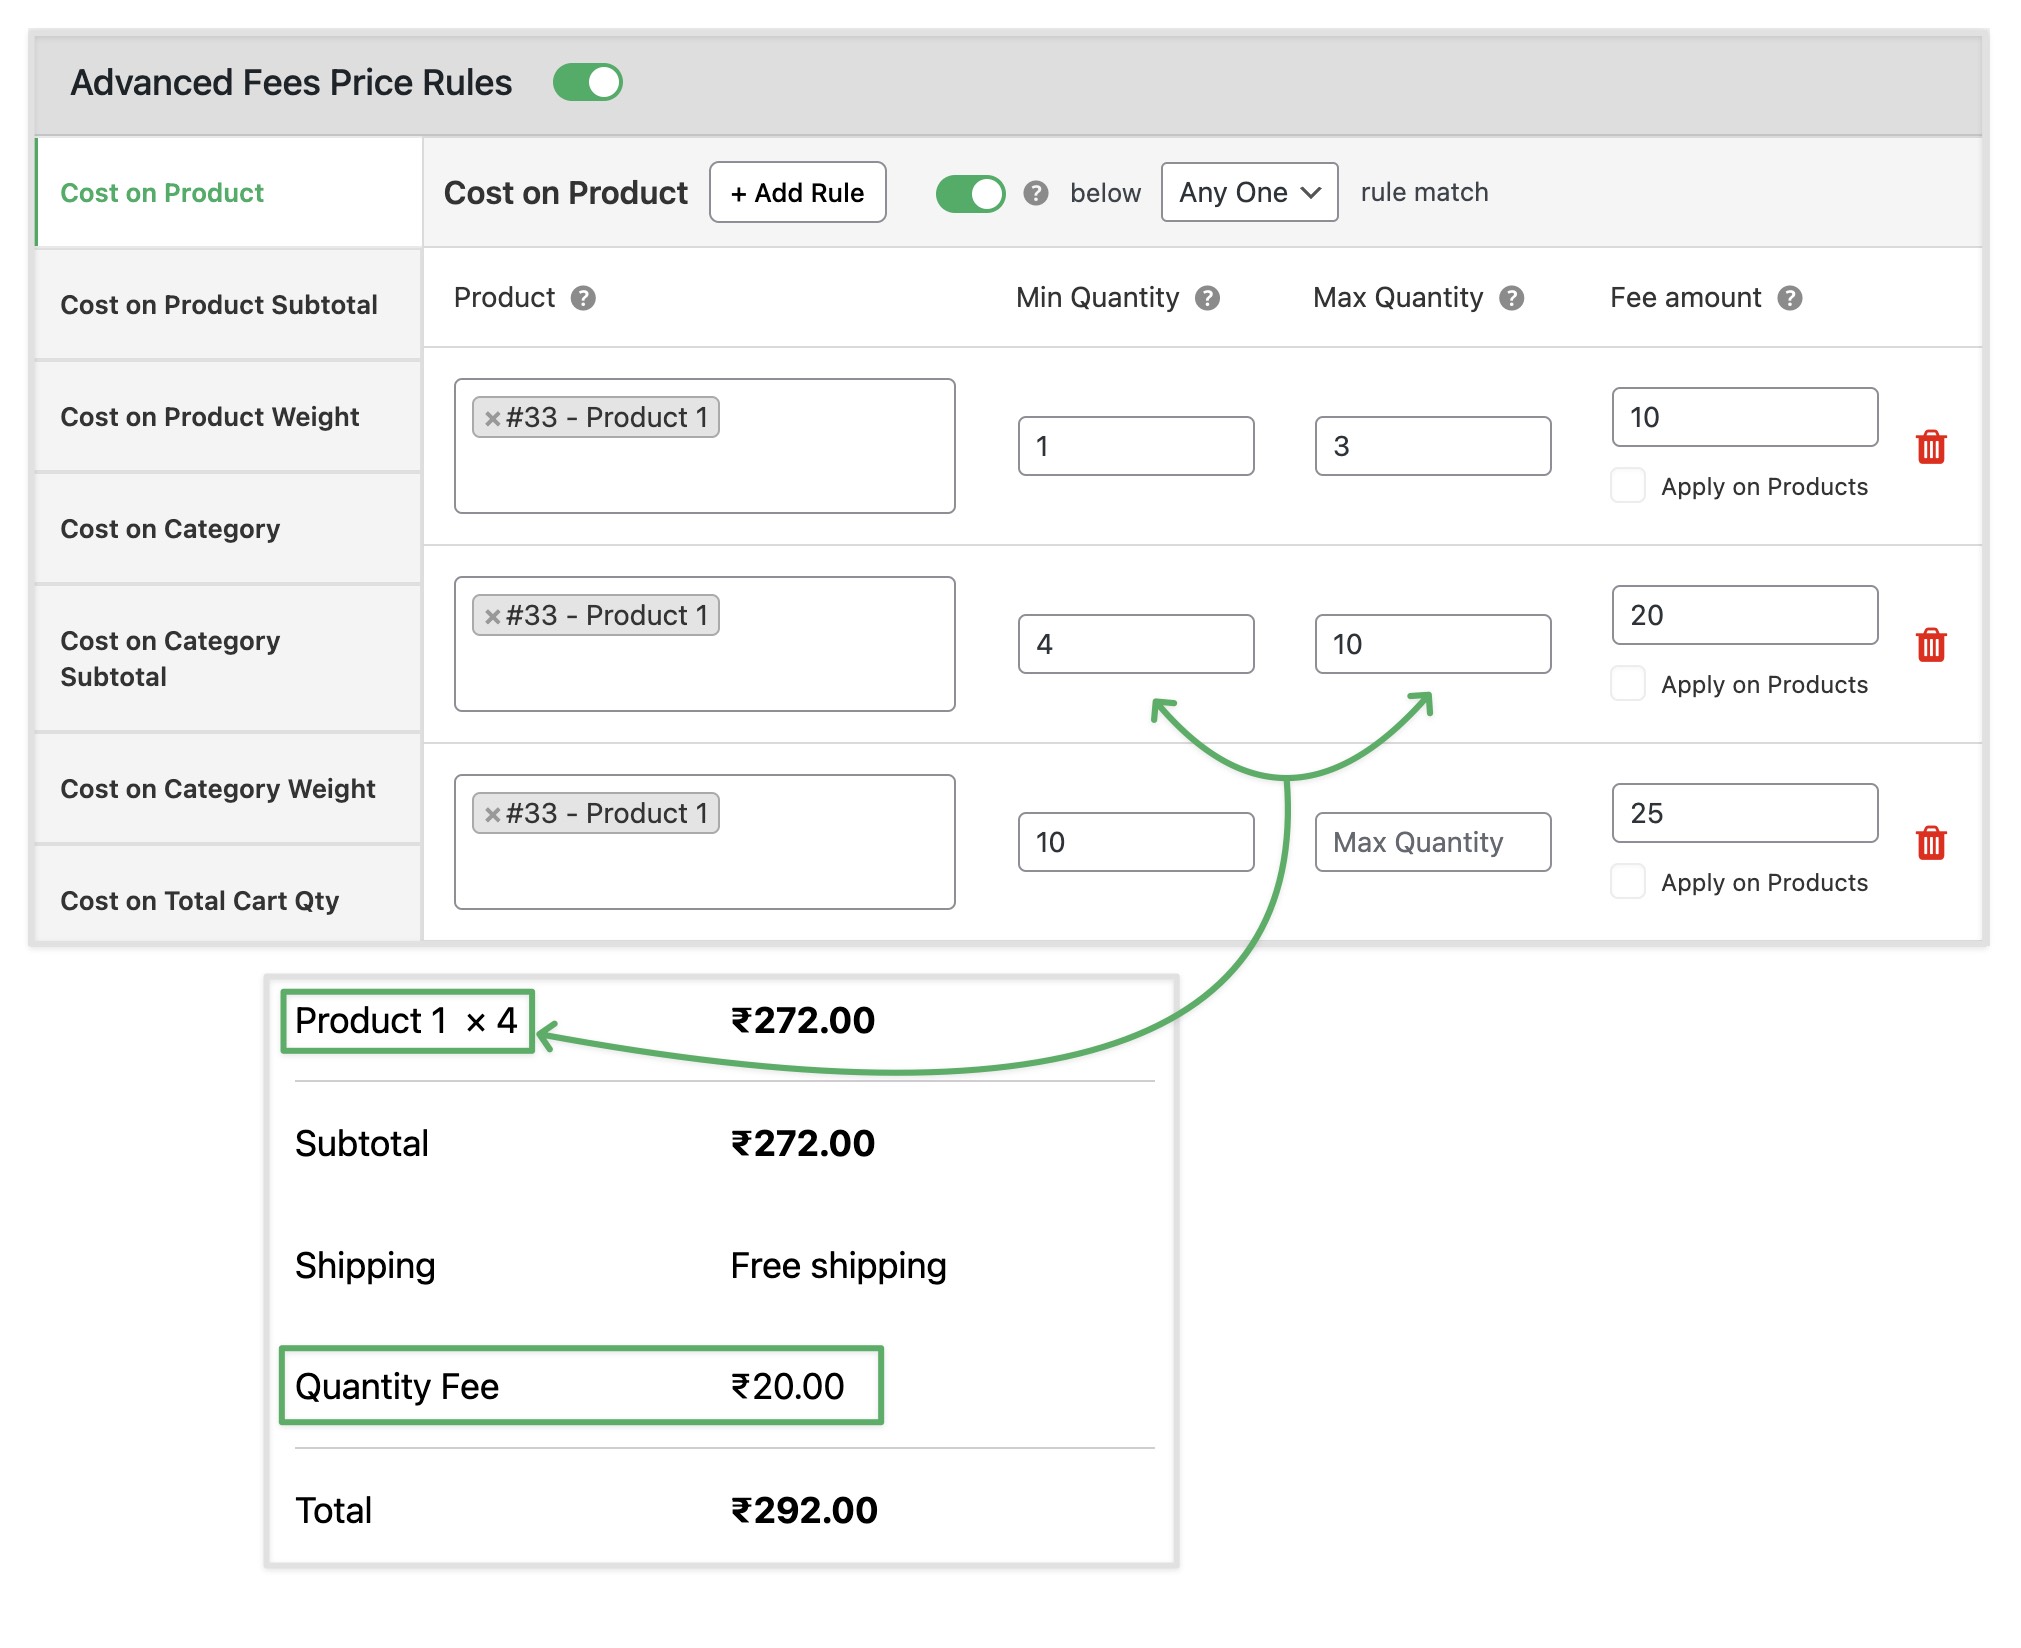 Advanced Fees Price Rules
Cost on Product
Cost on Product Subtotal
Cost on Product Weight
Cost on Category
Cost on Category
Subtotal
Cost on Category Weight
Cost on Total Cart Qty
Cost on Product + Add Rule ? below Any One rule match
Product ? Min Quantity ? Max Quantity ? Fee amount ?
×#33 - Product 1 1 3 10
Apply on Products
×#33 - Product 1 4 10 20
Apply on Products
×#33 - Product 1 10 Max Quantity 25
Apply on Products
Product 1 × 4 ₹272.00
Subtotal ₹272.00
Shipping Free shipping
Quantity Fee ₹20.00
Total ₹292.00